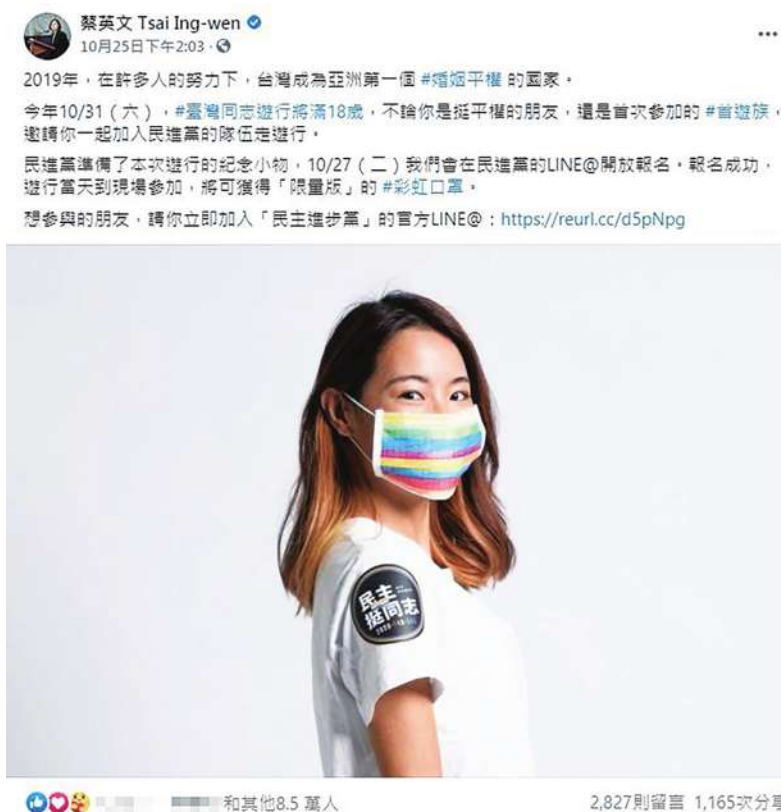 蔡英文 Tsai Ing-wen
10月25日下午2:03 ·
2019年，在許多人的努力下，台灣成為亞洲第一個 #婚姻平權 的國家。
今年10/31（六），#臺灣同志遊行將滿18歲，不論你是挺平權的朋友，還是首次參加的 #首遊族，
邀請你一起加入民進黨的隊伍走遊行。
民進黨準備了本次遊行的紀念小物，10/27（二）我們會在民進黨的LINE@開放報名。報名成功，
遊行當天到現場參加，將可獲得「限量版」的 #彩虹口罩。
想參與的朋友，請你立即加入「民主進步黨」的官方LINE@：https://reurl.cc/d5pNpg
民主
挺同志
和其他8.5 萬人
2,827則留言 1,165次分享